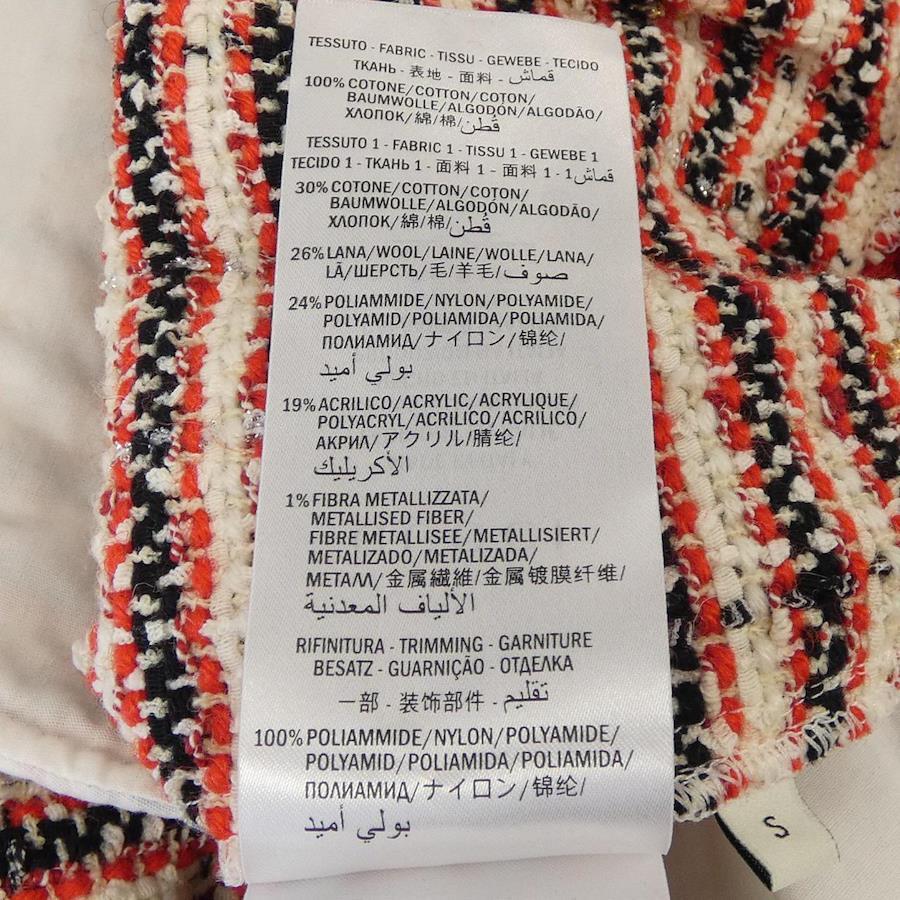 TESSUTO - FABRIC - TISSU - GEWEBE - TECIDO
ТКАНЬ - 表地 - 面料 - قماش
100% COTONE/COTTON/COTON/
BAUMWOLLE/ALGODÓN/ALGODÃO/
ХЛОПОК/綿/棉/قُطن
TESSUTO 1 - FABRIC 1 - TISSU 1 - GEWEBE 1
TECIDO 1 - ТКАНЬ 1 - 面料 1 - 面料 1 - 1 قماش
30% COTONE/COTTON/COTON/
BAUMWOLLE/ALGODÓN/ALGODÃO/
ХЛОПОК/綿/棉/قُطن
26% LANA/WOOL/LAINE/WOLLE/LANA/
LÃ/ШЕРСТЬ/毛/羊毛/صوف
24% POLIAMMIDE/NYLON/POLYAMIDE/
POLYAMID/POLIAMIDA/POLIAMIDA/
ПОЛИАМИД/ナイロン/锦纶/
بولي أميد
19% ACRILICO/ACRYLIC/ACRYLIQUE/
POLYACRYL/ACRILICO/ACRÍLICO/
АКРИЛ/アクリル/腈纶/
الأكريليك
1% FIBRA METALLIZZATA/
METALLISED FIBER/
FIBRE METALLISEE/METALLISIERT/
METALIZADO/METALIZADA/
МЕТАЛЛ/金属繊維/金属镀膜纤维/
الألياف المعدنية
RIFINITURA - TRIMMING - GARNITURE
BESATZ - GUARNIÇÃO - ОТДЕЛКА
一部 - 装饰部件 - تقليم
100% POLIAMMIDE/NYLON/POLYAMIDE/
POLYAMID/POLIAMIDA/POLIAMIDA/
ПОЛИАМИД/ナイロン/锦纶/
بولي أميد
S